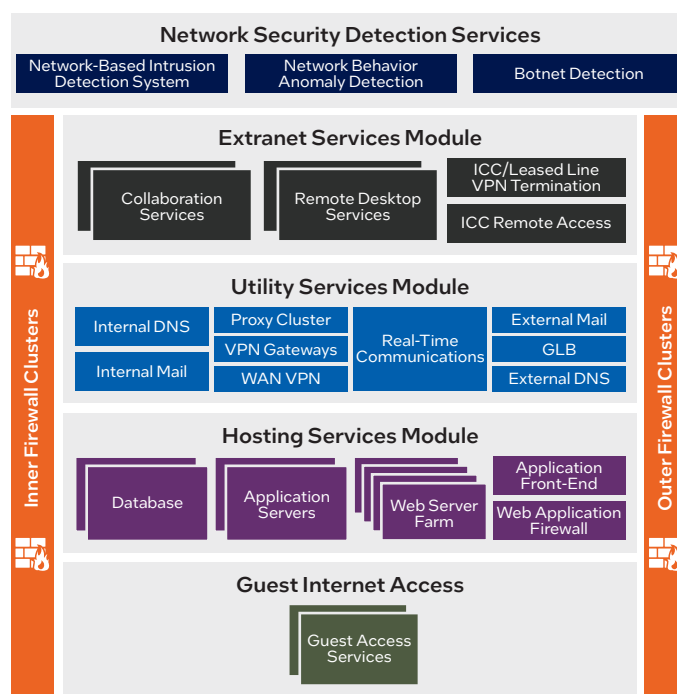 Network Security Detection Services
Network-Based Intrusion
Detection System
Network Behavior
Anomaly Detection
Botnet Detection
Inner Firewall Clusters
Extranet Services Module
Collaboration
Services
Remote Desktop
Services
ICC/Leased Line
VPN Termination
ICC Remote Access
Utility Services Module
Internal DNS
Internal Mail
Proxy Cluster
VPN Gateways
WAN VPN
Real-Time
Communications
External Mail
GLB
External DNS
Hosting Services Module
Database
Application
Servers
Web Server
Farm
Application
Front-End
Web Application
Firewall
Guest Internet Access
Guest Access
Services
Outer Firewall Clusters